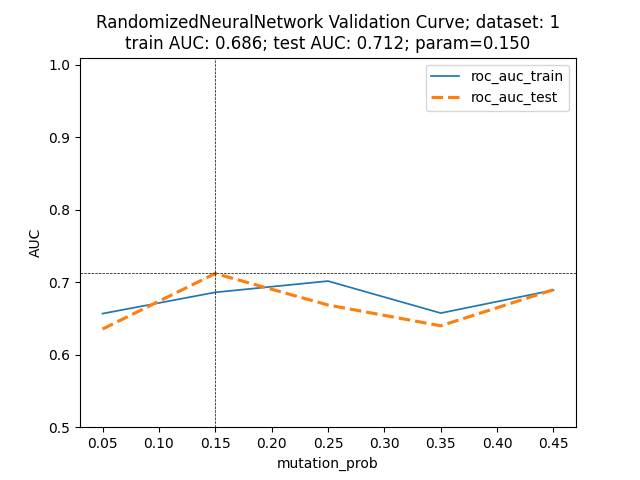 RandomizedNeuralNetwork Validation Curve; dataset: 1
train AUC: 0.686; test AUC: 0.712; param=0.150
roc_auc_train
roc_auc_test
1.0
0.9
0.8
0.7
0.6
0.5
AUC
0.05 0.10 0.15 0.20 0.25 0.30 0.35 0.40 0.45
mutation_prob